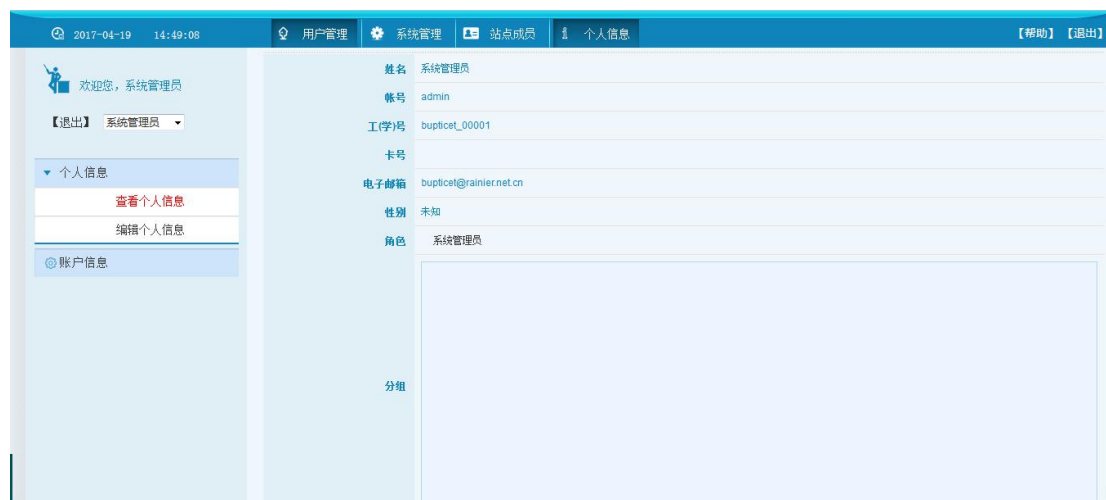 2017-04-19 14:49:08 用户管理 系统管理 站点成员 个人信息 【帮助】 【退出】
欢迎您，系统管理员
【退出】 系统管理员
个人信息
查看个人信息
编辑个人信息
账户信息
姓名 系统管理员
帐号 admin
工(学)号 bupticet_00001
卡号
电子邮箱 bupticet@rainier.net.cn
性别 未知
角色 系统管理员
分组